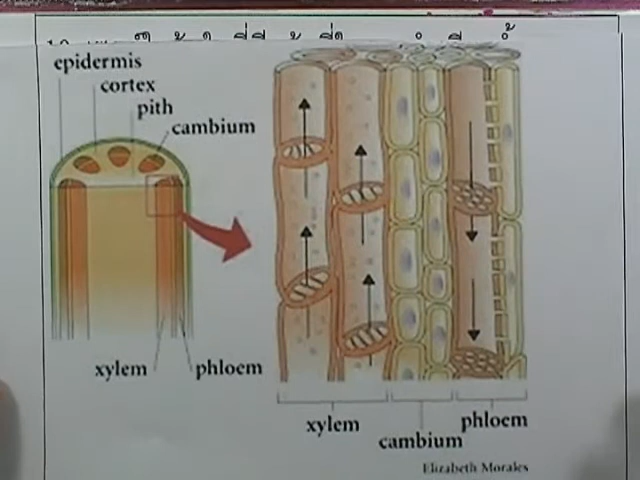 epidermis
cortex
pith
cambium
xylem
phloem
xylem
cambium
phloem
Elizabeth Morales